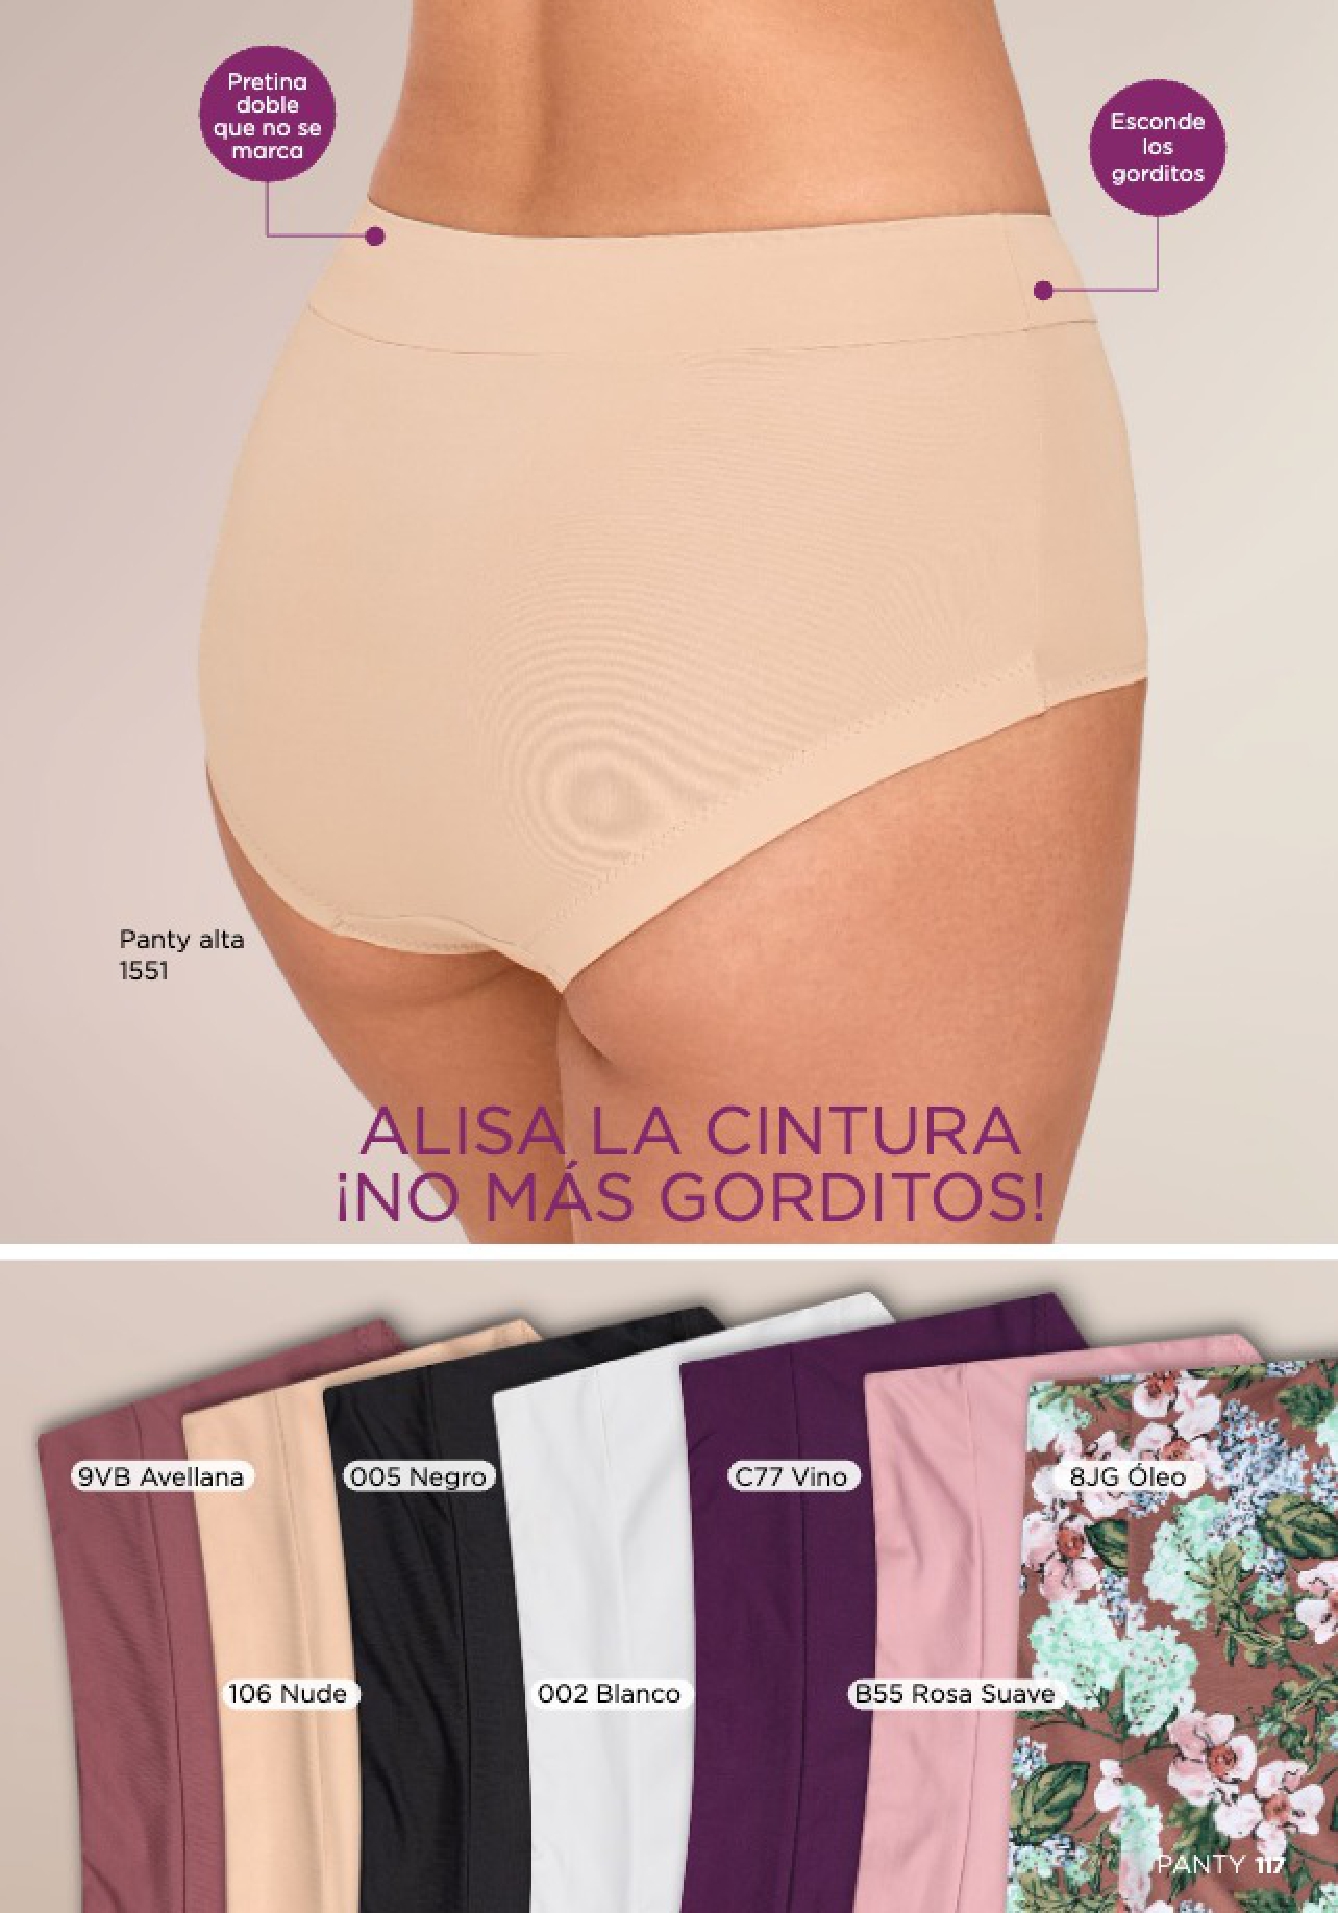 Pretina
doble
que no se
marca
Esconde
los
gorditos
Panty alta
1551
ALISA LA CINTURA
¡NO MÁS GORDITOS!
9VB Avellana
005 Negro
C77 Vino
8JG Óleo
106 Nude
002 Blanco
B55 Rosa Suave
PANTY 117